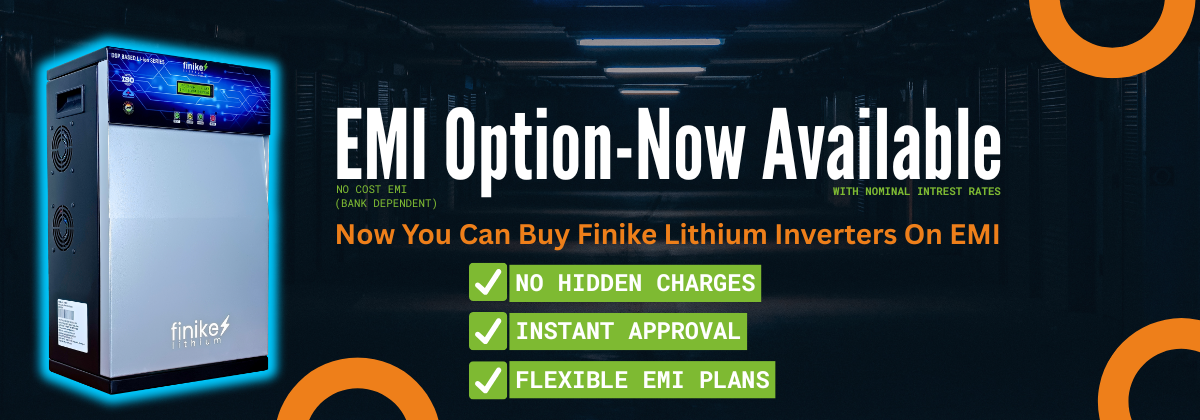 DSP BASED Li-ion SERIES
finike
lithium
ISO
EMI Option-Now Available
NO COST EMI
(BANK DEPENDENT)
WITH NOMINAL INTREST RATES
Now You Can Buy Finike Lithium Inverters On EMI
NO HIDDEN CHARGES
INSTANT APPROVAL
FLEXIBLE EMI PLANS
finike
lithium